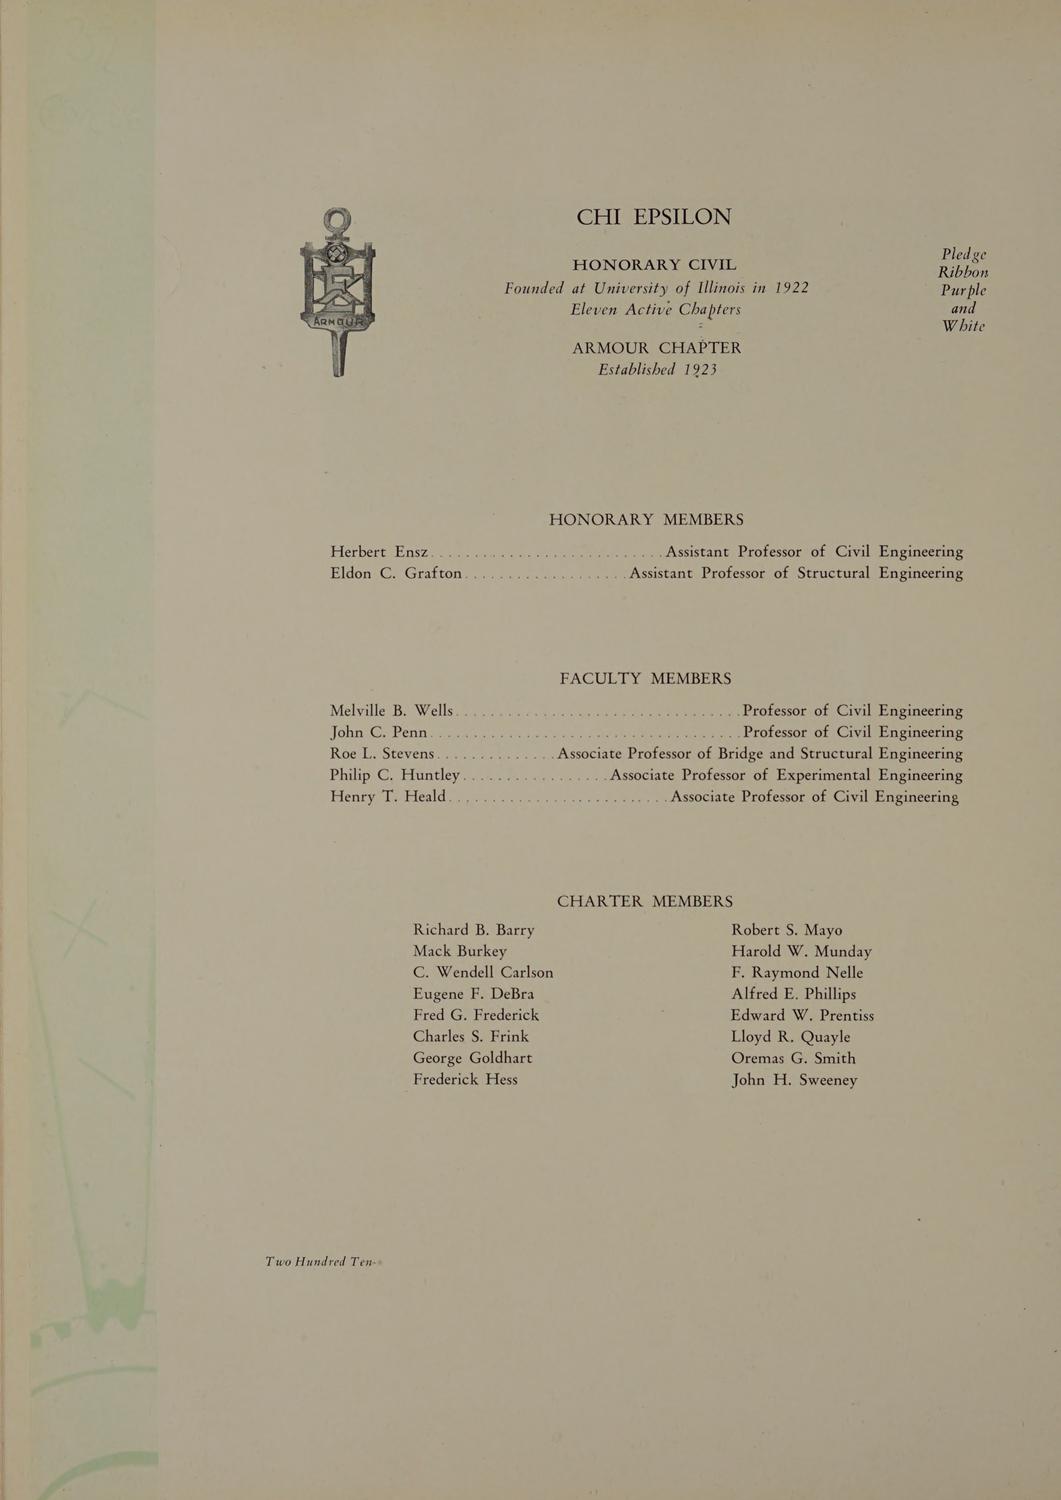 CHI EPSILON
HONORARY CIVIL
Founded at University of Illinois in 1922
Eleven Active Chapters
ARMOUR CHAPTER
Established 1923
Pledge
Ribbon
Purple
and
White
ARMOUR
HONORARY MEMBERS
Herbert Ensz...........................Assistant Professor of Civil Engineering
Eldon C. Grafton...................Assistant Professor of Structural Engineering
FACULTY MEMBERS
Melville B. Wells.................................Professor of Civil Engineering
John C. Penn....................................Professor of Civil Engineering
Roe L. Stevens..............Associate Professor of Bridge and Structural Engineering
Philip C. Huntley.................Associate Professor of Experimental Engineering
Henry T. Heald..........................Associate Professor of Civil Engineering
CHARTER MEMBERS
Richard B. Barry
Mack Burkey
C. Wendell Carlson
Eugene F. DeBra
Fred G. Frederick
Charles S. Frink
George Goldhart
Frederick Hess
Robert S. Mayo
Harold W. Munday
F. Raymond Nelle
Alfred E. Phillips
Edward W. Prentiss
Lloyd R. Quayle
Oremas G. Smith
John H. Sweeney
Two Hundred Ten